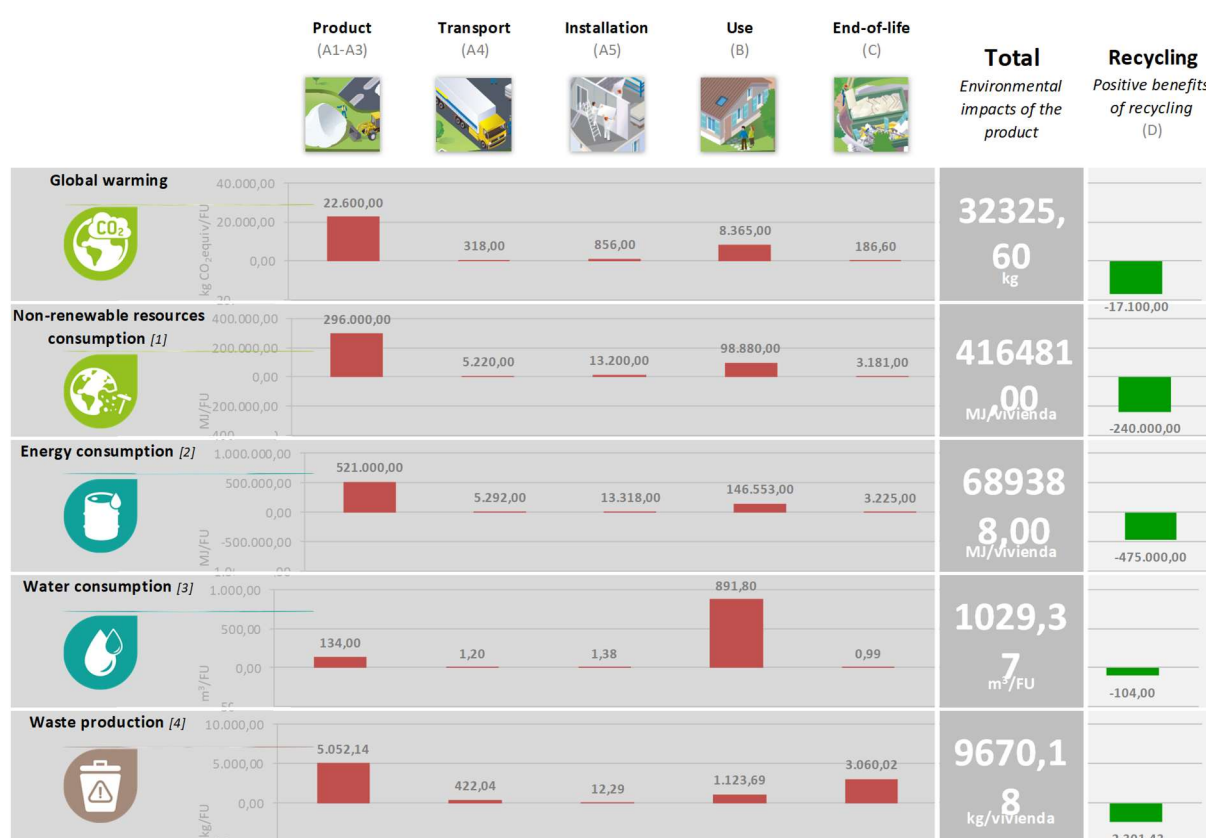 Product
(A1-A3)
Transport
(A4)
Installation
(A5)
Use
(B)
End-of-life
(C)
Total
Environmental
impacts of the
product
Recycling
Positive benefits
of recycling
(D)
Global warming
CO2
kg CO2equiv/FU
40.000,00
20.000,00
0,00
22.600,00
318,00
856,00
8.365,00
186,60
32325,
60
kg
-17.100,00
Non-renewable resources
consumption [1]
MJ/FU
400.000,00
200.000,00
0,00
-200.000,00
296.000,00
5.220,00
13.200,00
98.880,00
3.181,00
416481
,00
MJ/vivienda
-240.000,00
Energy consumption [2]
MJ/FU
1.000.000,00
500.000,00
0,00
-500.000,00
521.000,00
5.292,00
13.318,00
146.553,00
3.225,00
68938
8,00
MJ/vivienda
-475.000,00
Water consumption [3]
m³/FU
1.000,00
500,00
0,00
134,00
1,20
1,38
891,80
0,99
1029,3
7
m³/FU
-104,00
Waste production [4]
kg/FU
10.000,00
5.000,00
0,00
5.052,14
422,04
12,29
1.123,69
3.060,02
9670,1
8
kg/vivienda